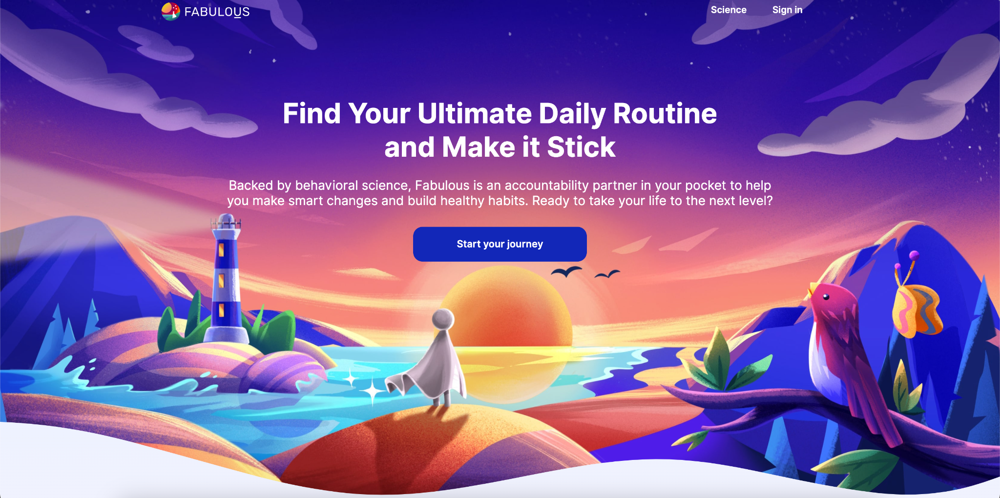 FABULOUS
Science
Sign in
Find Your Ultimate Daily Routine
and Make it Stick
Backed by behavioral science, Fabulous is an accountability partner in your pocket to help
you make smart changes and build healthy habits. Ready to take your life to the next level?
Start your journey